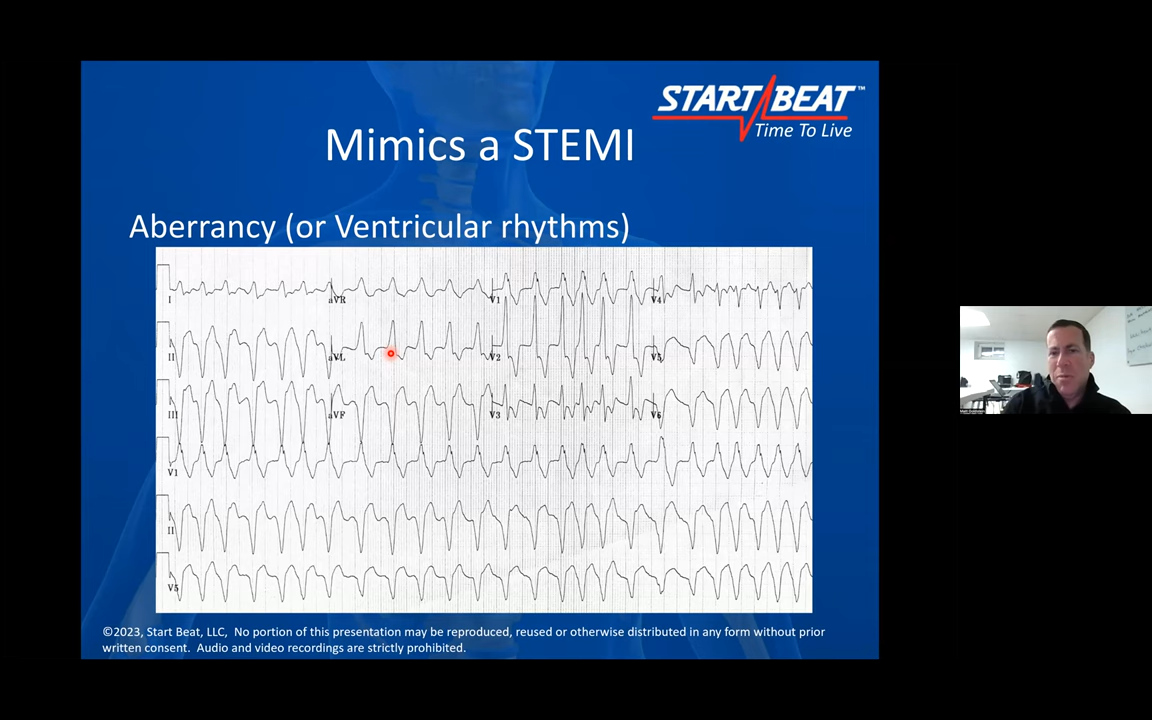 START BEAT™
Time To Live
Mimics a STEMI
Aberrancy (or Ventricular rhythms)
I aVR V1 V4
II aVL V2 V5
III aVF V3 V6
V1
II
V5
©2023, Start Beat, LLC, No portion of this presentation may be reproduced, reused or otherwise distributed in any form without prior
written consent. Audio and video recordings are strictly prohibited.